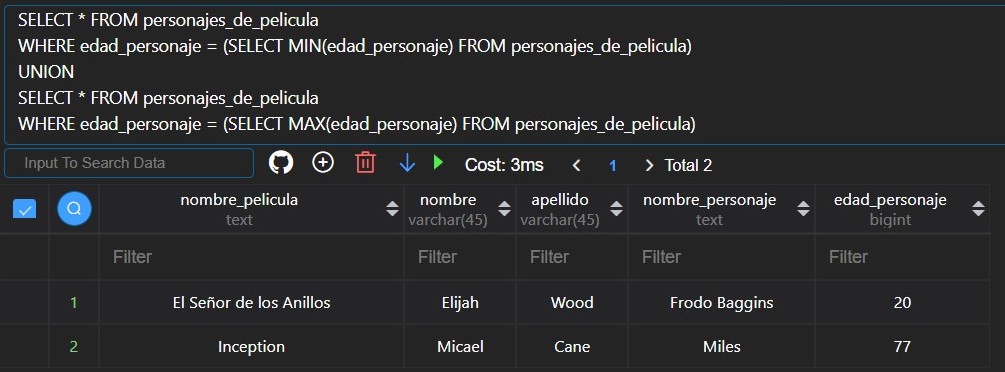 SELECT * FROM personajes_de_pelicula
WHERE edad_personaje = (SELECT MIN(edad_personaje) FROM personajes_de_pelicula)
UNION
SELECT * FROM personajes_de_pelicula
WHERE edad_personaje = (SELECT MAX(edad_personaje) FROM personajes_de_pelicula)
Input To Search Data Cost: 3ms < 1 > Total 2
nombre_pelicula nombre apellido nombre_personaje edad_personaje
text varchar(45) varchar(45) text bigint
Filter Filter Filter Filter Filter
1 El Señor de los Anillos Elijah Wood Frodo Baggins 20
2 Inception Micael Cane Miles 77